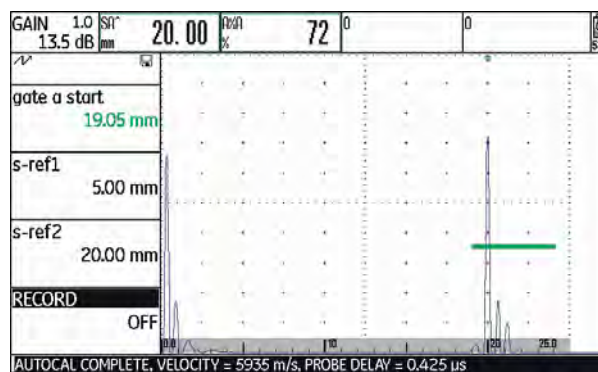 GAIN 1.0 SA^ 20.00 A%A 72 0 0
13.5 dB mm %
gate a start
19.05 mm
s-ref1
5.00 mm
s-ref2
20.00 mm
RECORD
OFF
0.0 10 20 25.0
AUTOCAL COMPLETE, VELOCITY = 5935 m/s, PROBE DELAY = 0.425 µs